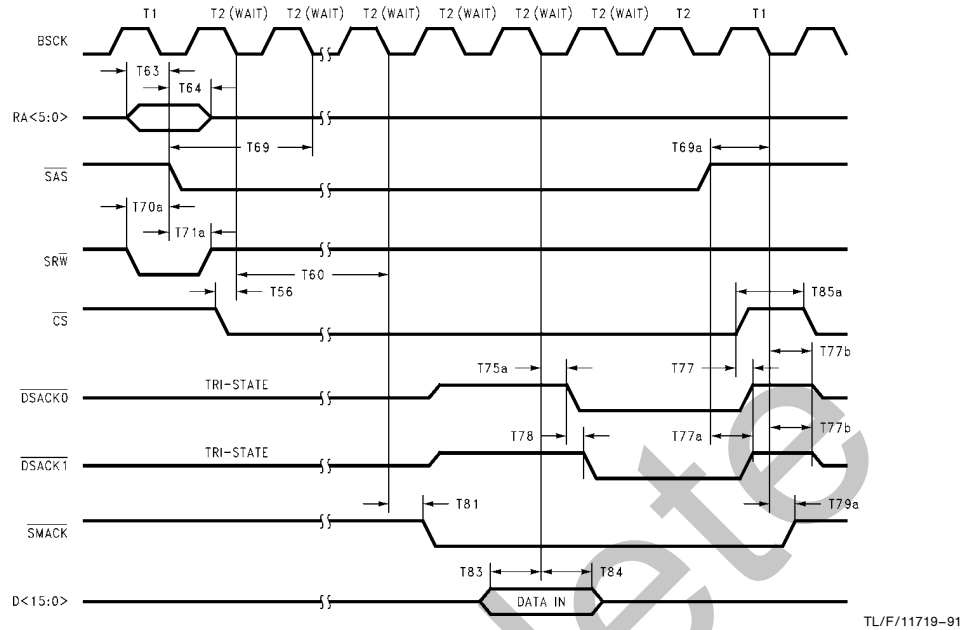 T1 T2 (WAIT) T2 (WAIT) T2 (WAIT) T2 (WAIT) T2 (WAIT) T2 (WAIT) T2 T1
BSCK
T63
T64
RA<5:0>
T69 T69a
SAS
T70a
T71a
SRW
T60
T56 T85a
CS
T77b
T75a T77
TRI-STATE
DSACK0
T77b
T78 T77a
TRI-STATE
DSACK1
T81 T79a
SMACK
T83 T84
D<15:0> DATA IN
TL/F/11719–91
lete